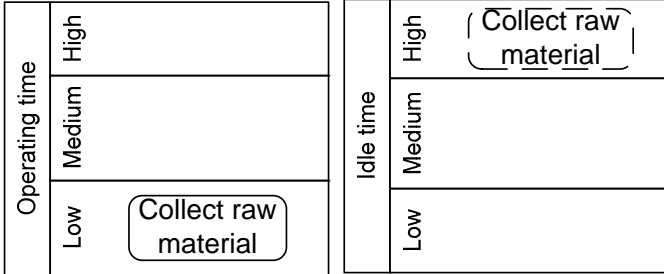 Operating time
High
Medium
Low
Collect raw
material
Idle time
High
Collect raw
material
Medium
Low